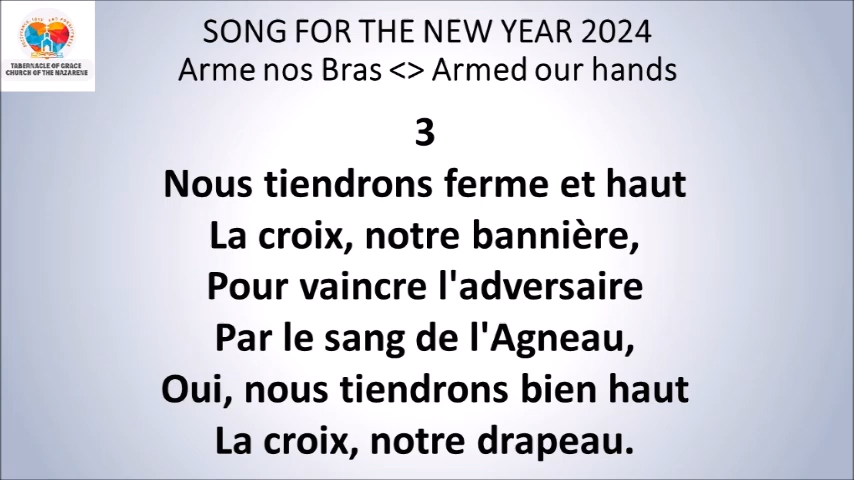 TABERNACLE OF GRACE
CHURCH OF THE NAZARENE
SONG FOR THE NEW YEAR 2024
Arme nos Bras <> Armed our hands
3
Nous tiendrons ferme et haut
La croix, notre bannière,
Pour vaincre l'adversaire
Par le sang de l'Agneau,
Oui, nous tiendrons bien haut
La croix, notre drapeau.